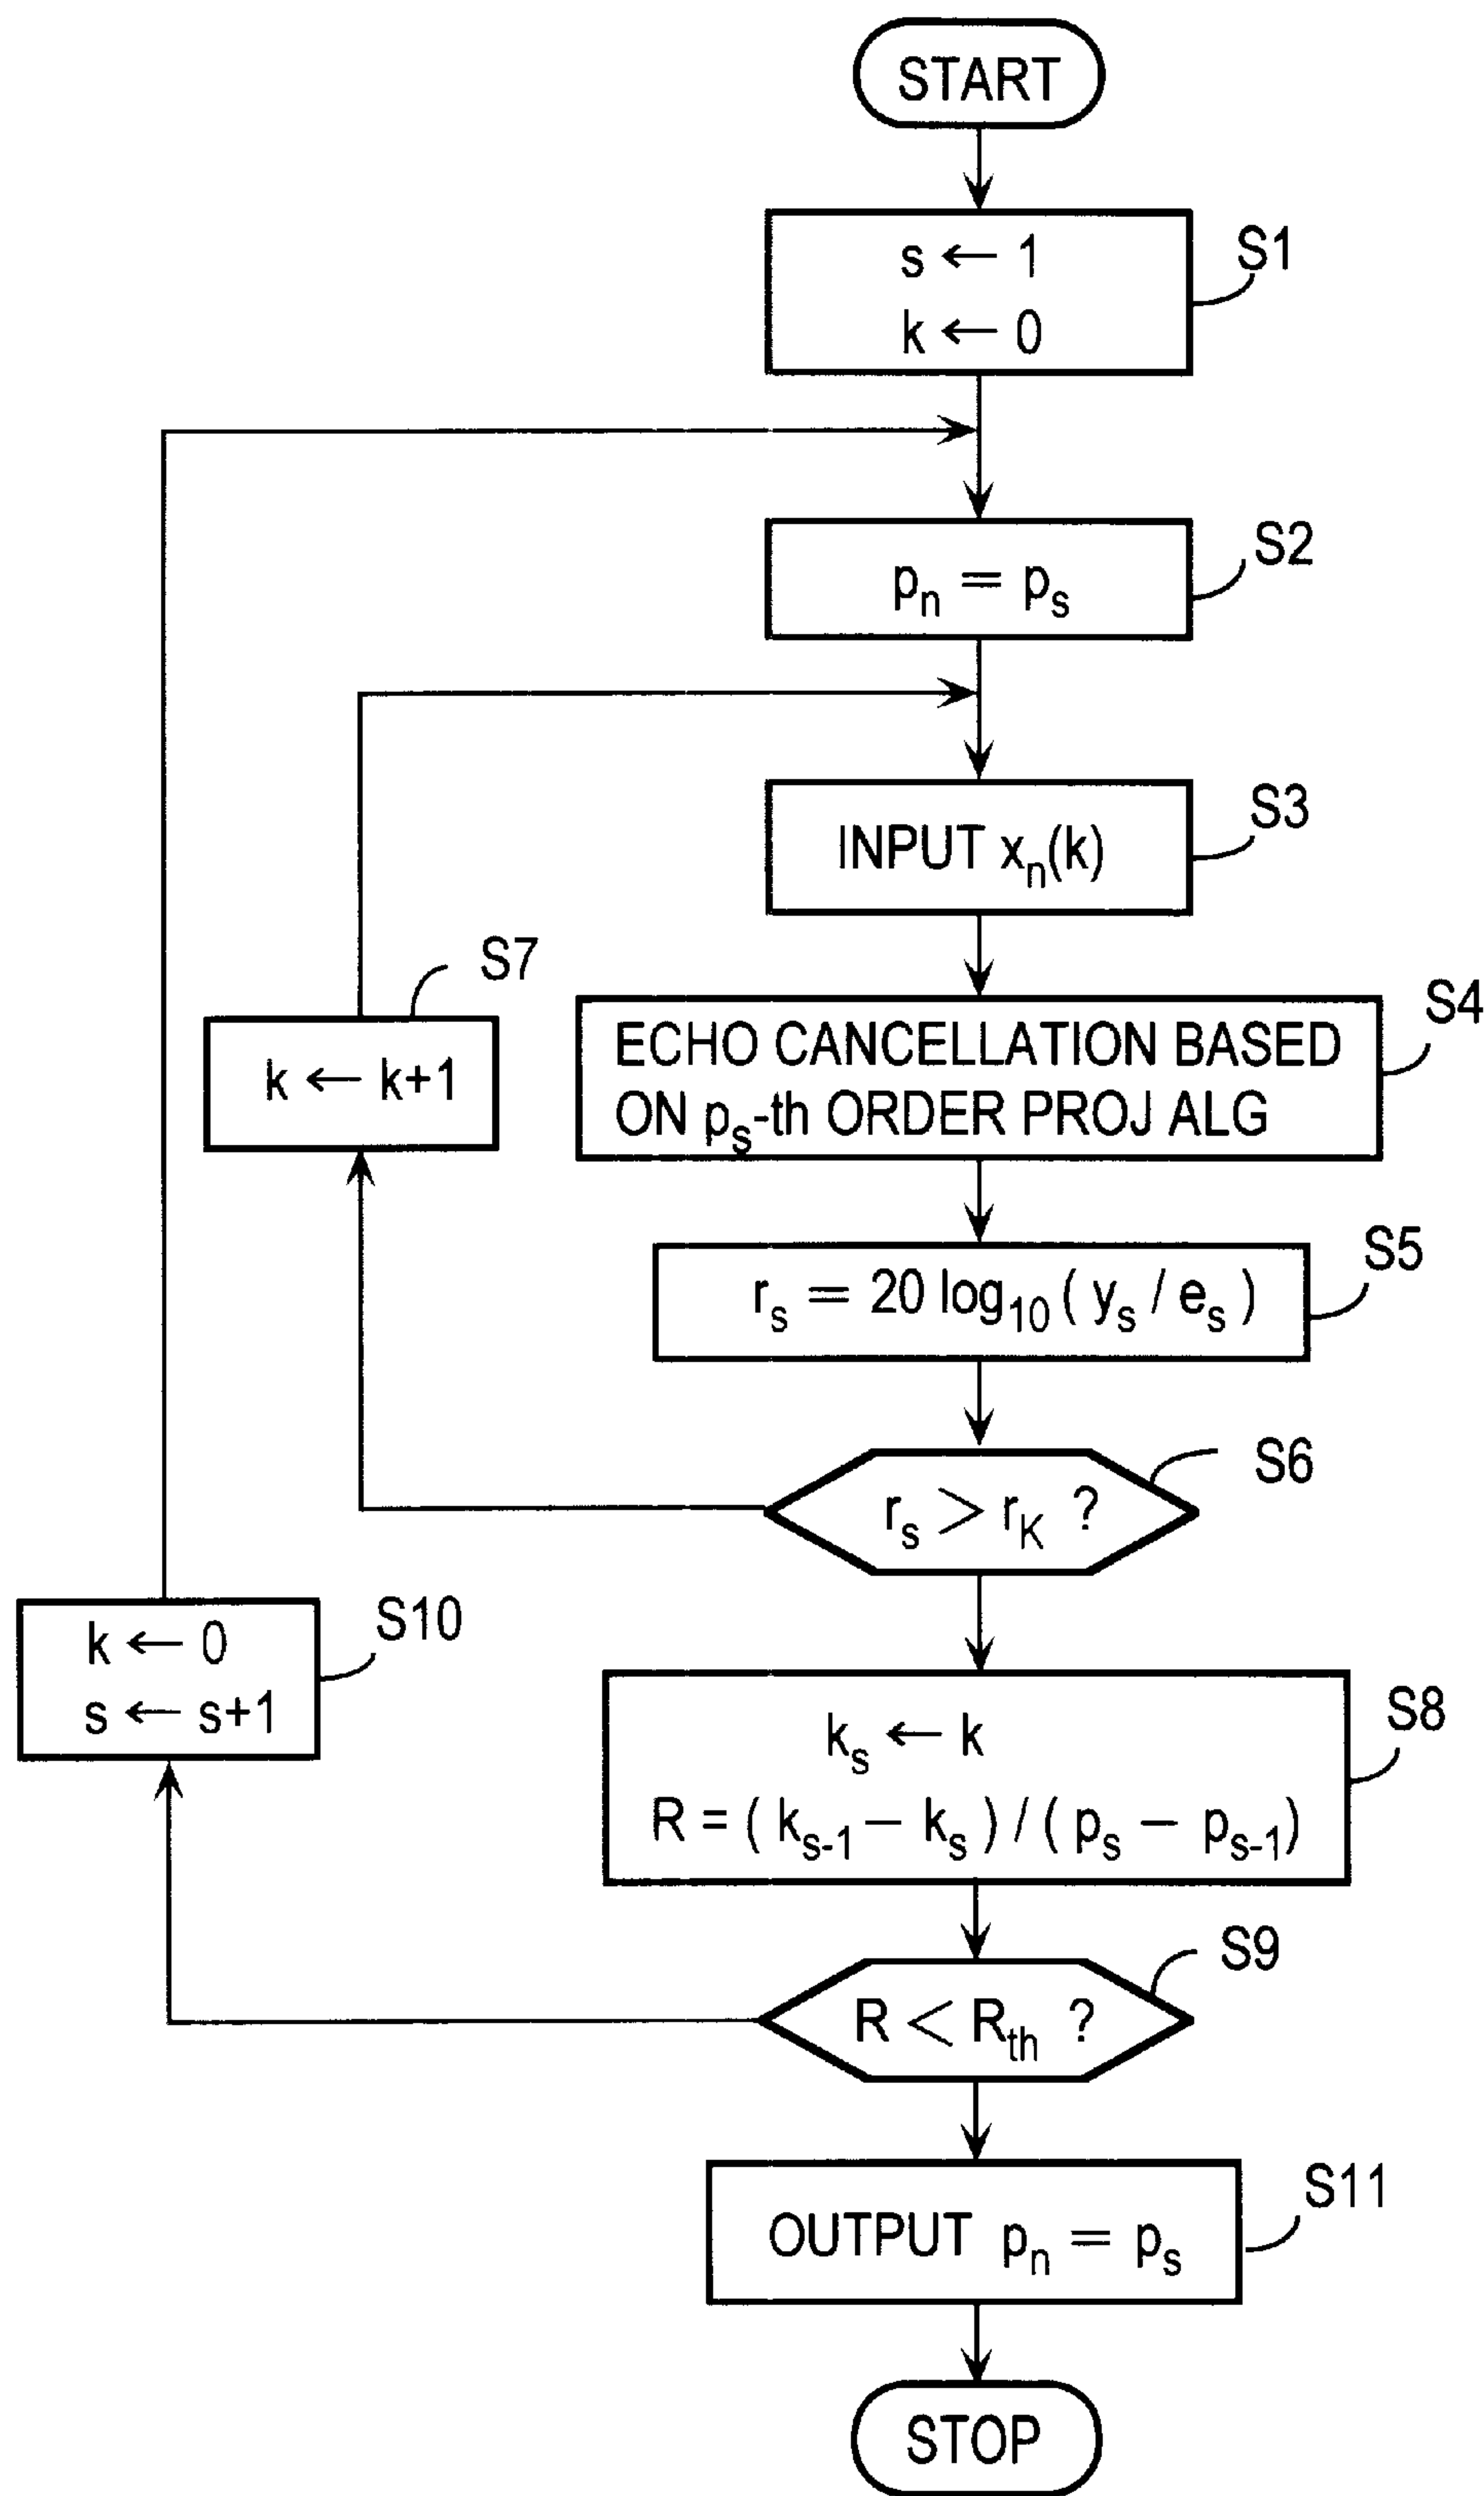 START
s ← 1
k ← 0
S1
pₙ = pₛ
S2
INPUT xₙ(k)
S3
S7
k ← k+1
ECHO CANCELLATION BASED
ON pₛ-th ORDER PROJ ALG
S4
rₛ = 20 log₁₀ ( yₛ / eₛ )
S5
rₛ > r_K ?
S6
k ← 0
s ← s+1
S10
kₛ ← k
R = ( kₛ₋₁ − kₛ ) / ( pₛ − pₛ₋₁ )
S8
R < R_th ?
S9
OUTPUT pₙ = pₛ
S11
STOP